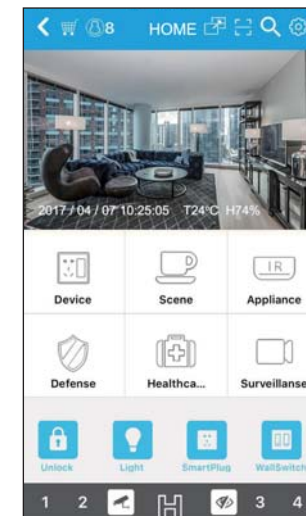 8 HOME
2017 / 04 / 07 10:25:05 T24°C H74%
IR
Device Scene Appliance
Defense Healthca... Surveillanse
Unlock Light SmartPlug WallSwitch
1 2 H 3 4